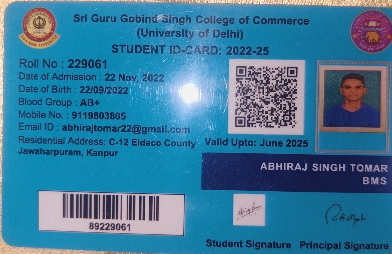 Sri Guru Gobind Singh College of Commerce
(University of Delhi)
STUDENT ID-CARD: 2022-25
Roll No : 229061
Date of Admission : 22 Nov, 2022
Date of Birth : 22/09/2022
Blood Group : AB+
Mobile No. : 9119803805
Email ID : abhirajtomar22@gmail.com
Residential Address: C-12 Eldeco County
Jawaharpuram, Kanpur
Valid Upto: June 2025
ABHIRAJ SINGH TOMAR
BMS
89229061
Student Signature Principal Signature